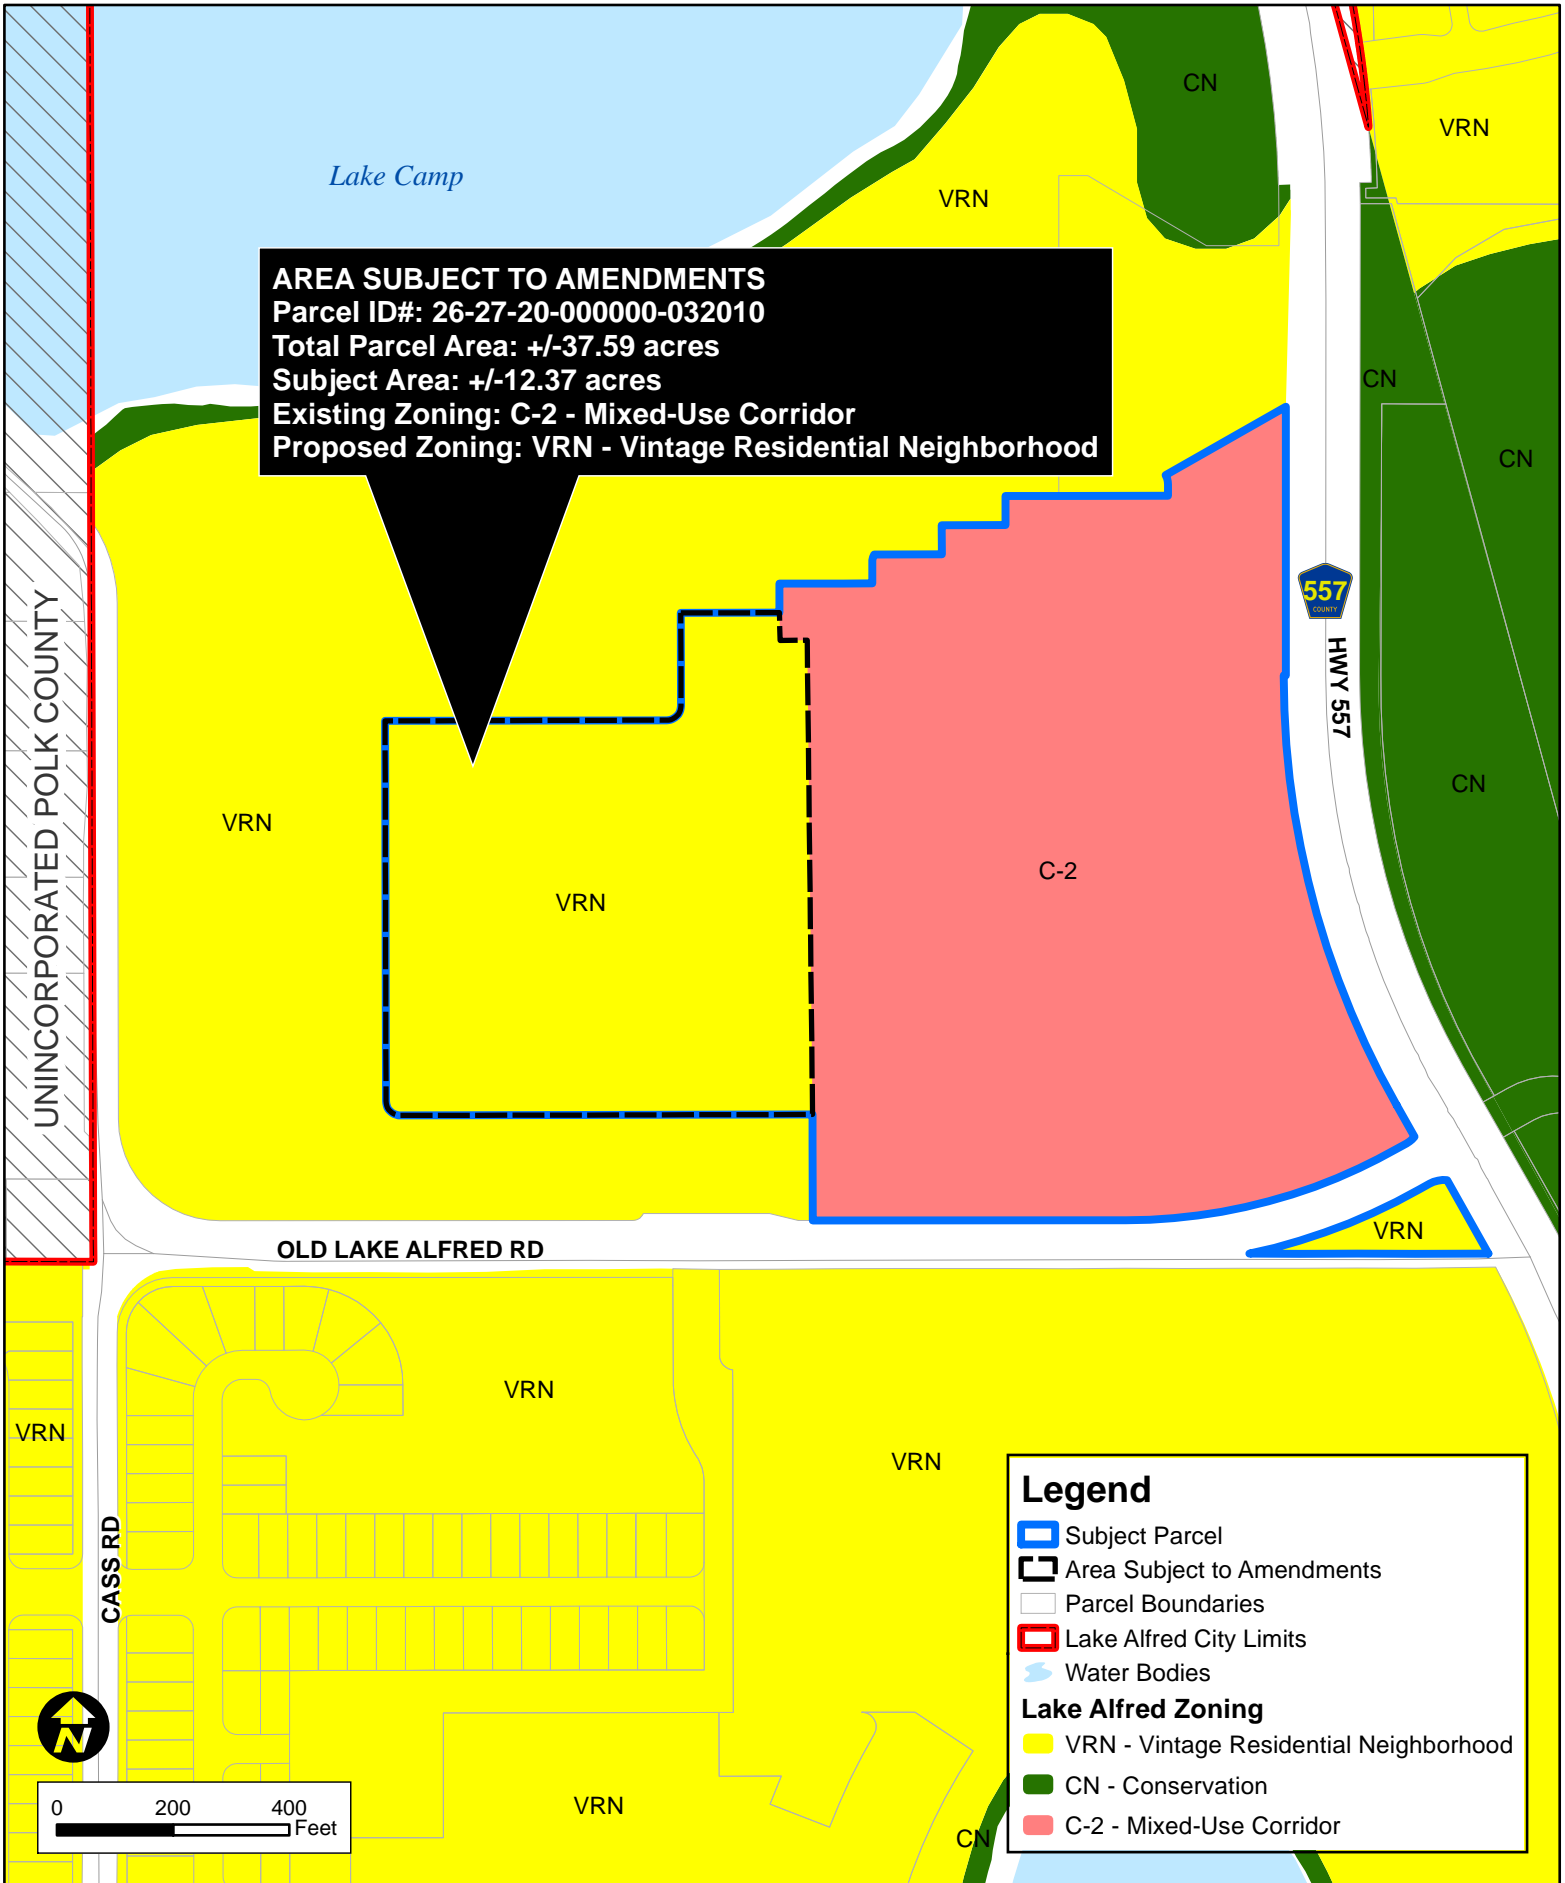 CN
VRN
Lake Camp
VRN
AREA SUBJECT TO AMENDMENTS
Parcel ID#: 26-27-20-000000-032010
Total Parcel Area: +/-37.59 acres
Subject Area: +/-12.37 acres
Existing Zoning: C-2 - Mixed-Use Corridor
Proposed Zoning: VRN - Vintage Residential Neighborhood
CN
CN
557
COUNTY
HWY 557
UNINCORPORATED POLK COUNTY
CN
VRN
C-2
VRN
VRN
OLD LAKE ALFRED RD
VRN
VRN
VRN
CASS RD
Legend
Subject Parcel
Area Subject to Amendments
Parcel Boundaries
Lake Alfred City Limits
Water Bodies
Lake Alfred Zoning
VRN - Vintage Residential Neighborhood
CN - Conservation
C-2 - Mixed-Use Corridor
N
0 200 400
Feet
VRN
CN